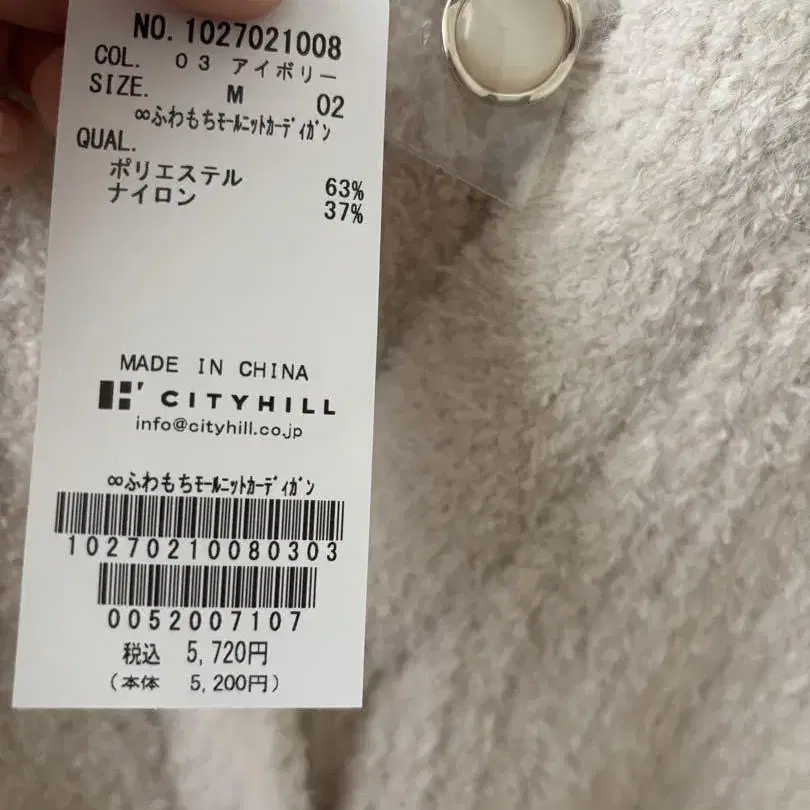 NO. 1027021008
COL. 03 アイボリー
SIZE. M 02
∞ふわもちﾓｰﾙﾆｯﾄｶｰﾃﾞｨｶﾞﾝ
QUAL.
ポリエステル 63%
ナイロン 37%
MADE IN CHINA
CITYHILL
info@cityhill.co.jp
∞ふわもちﾓｰﾙﾆｯﾄｶｰﾃﾞｨｶﾞﾝ
10270210080303
0052007107
税込 5,720円
(本体 5,200円)